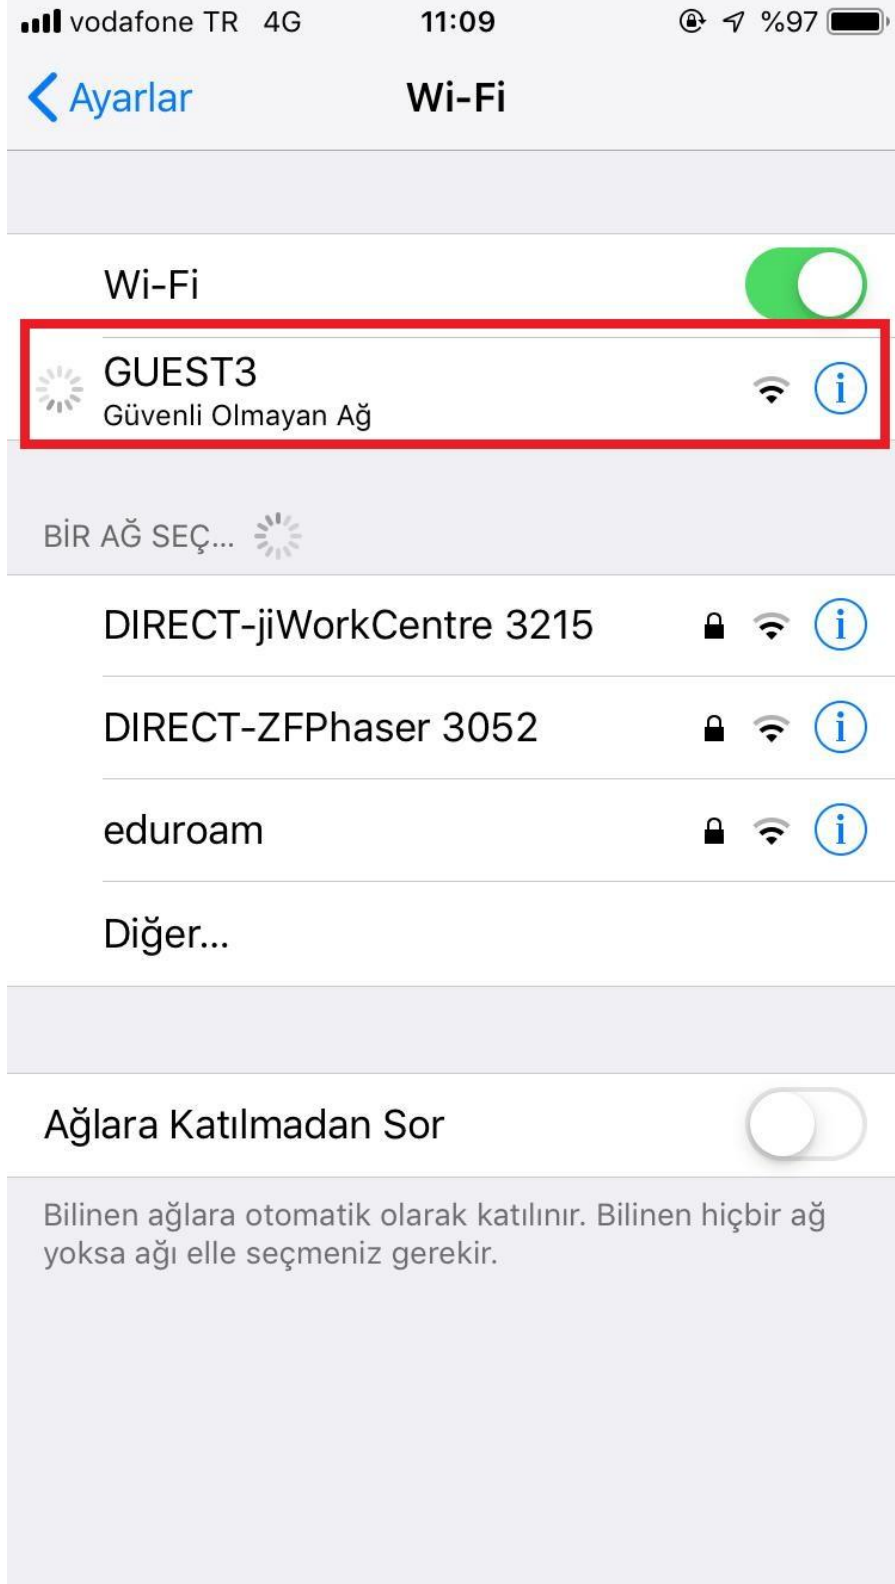 vodafone TR 4G 11:09 %97
Ayarlar Wi-Fi
Wi-Fi
GUEST3
Güvenli Olmayan Ağ
BİR AĞ SEÇ...
DIRECT-jiWorkCentre 3215
DIRECT-ZFPhaser 3052
eduroam
Diğer...
Ağlara Katılmadan Sor
Bilinen ağlara otomatik olarak katılınır. Bilinen hiçbir ağ
yoksa ağı elle seçmeniz gerekir.